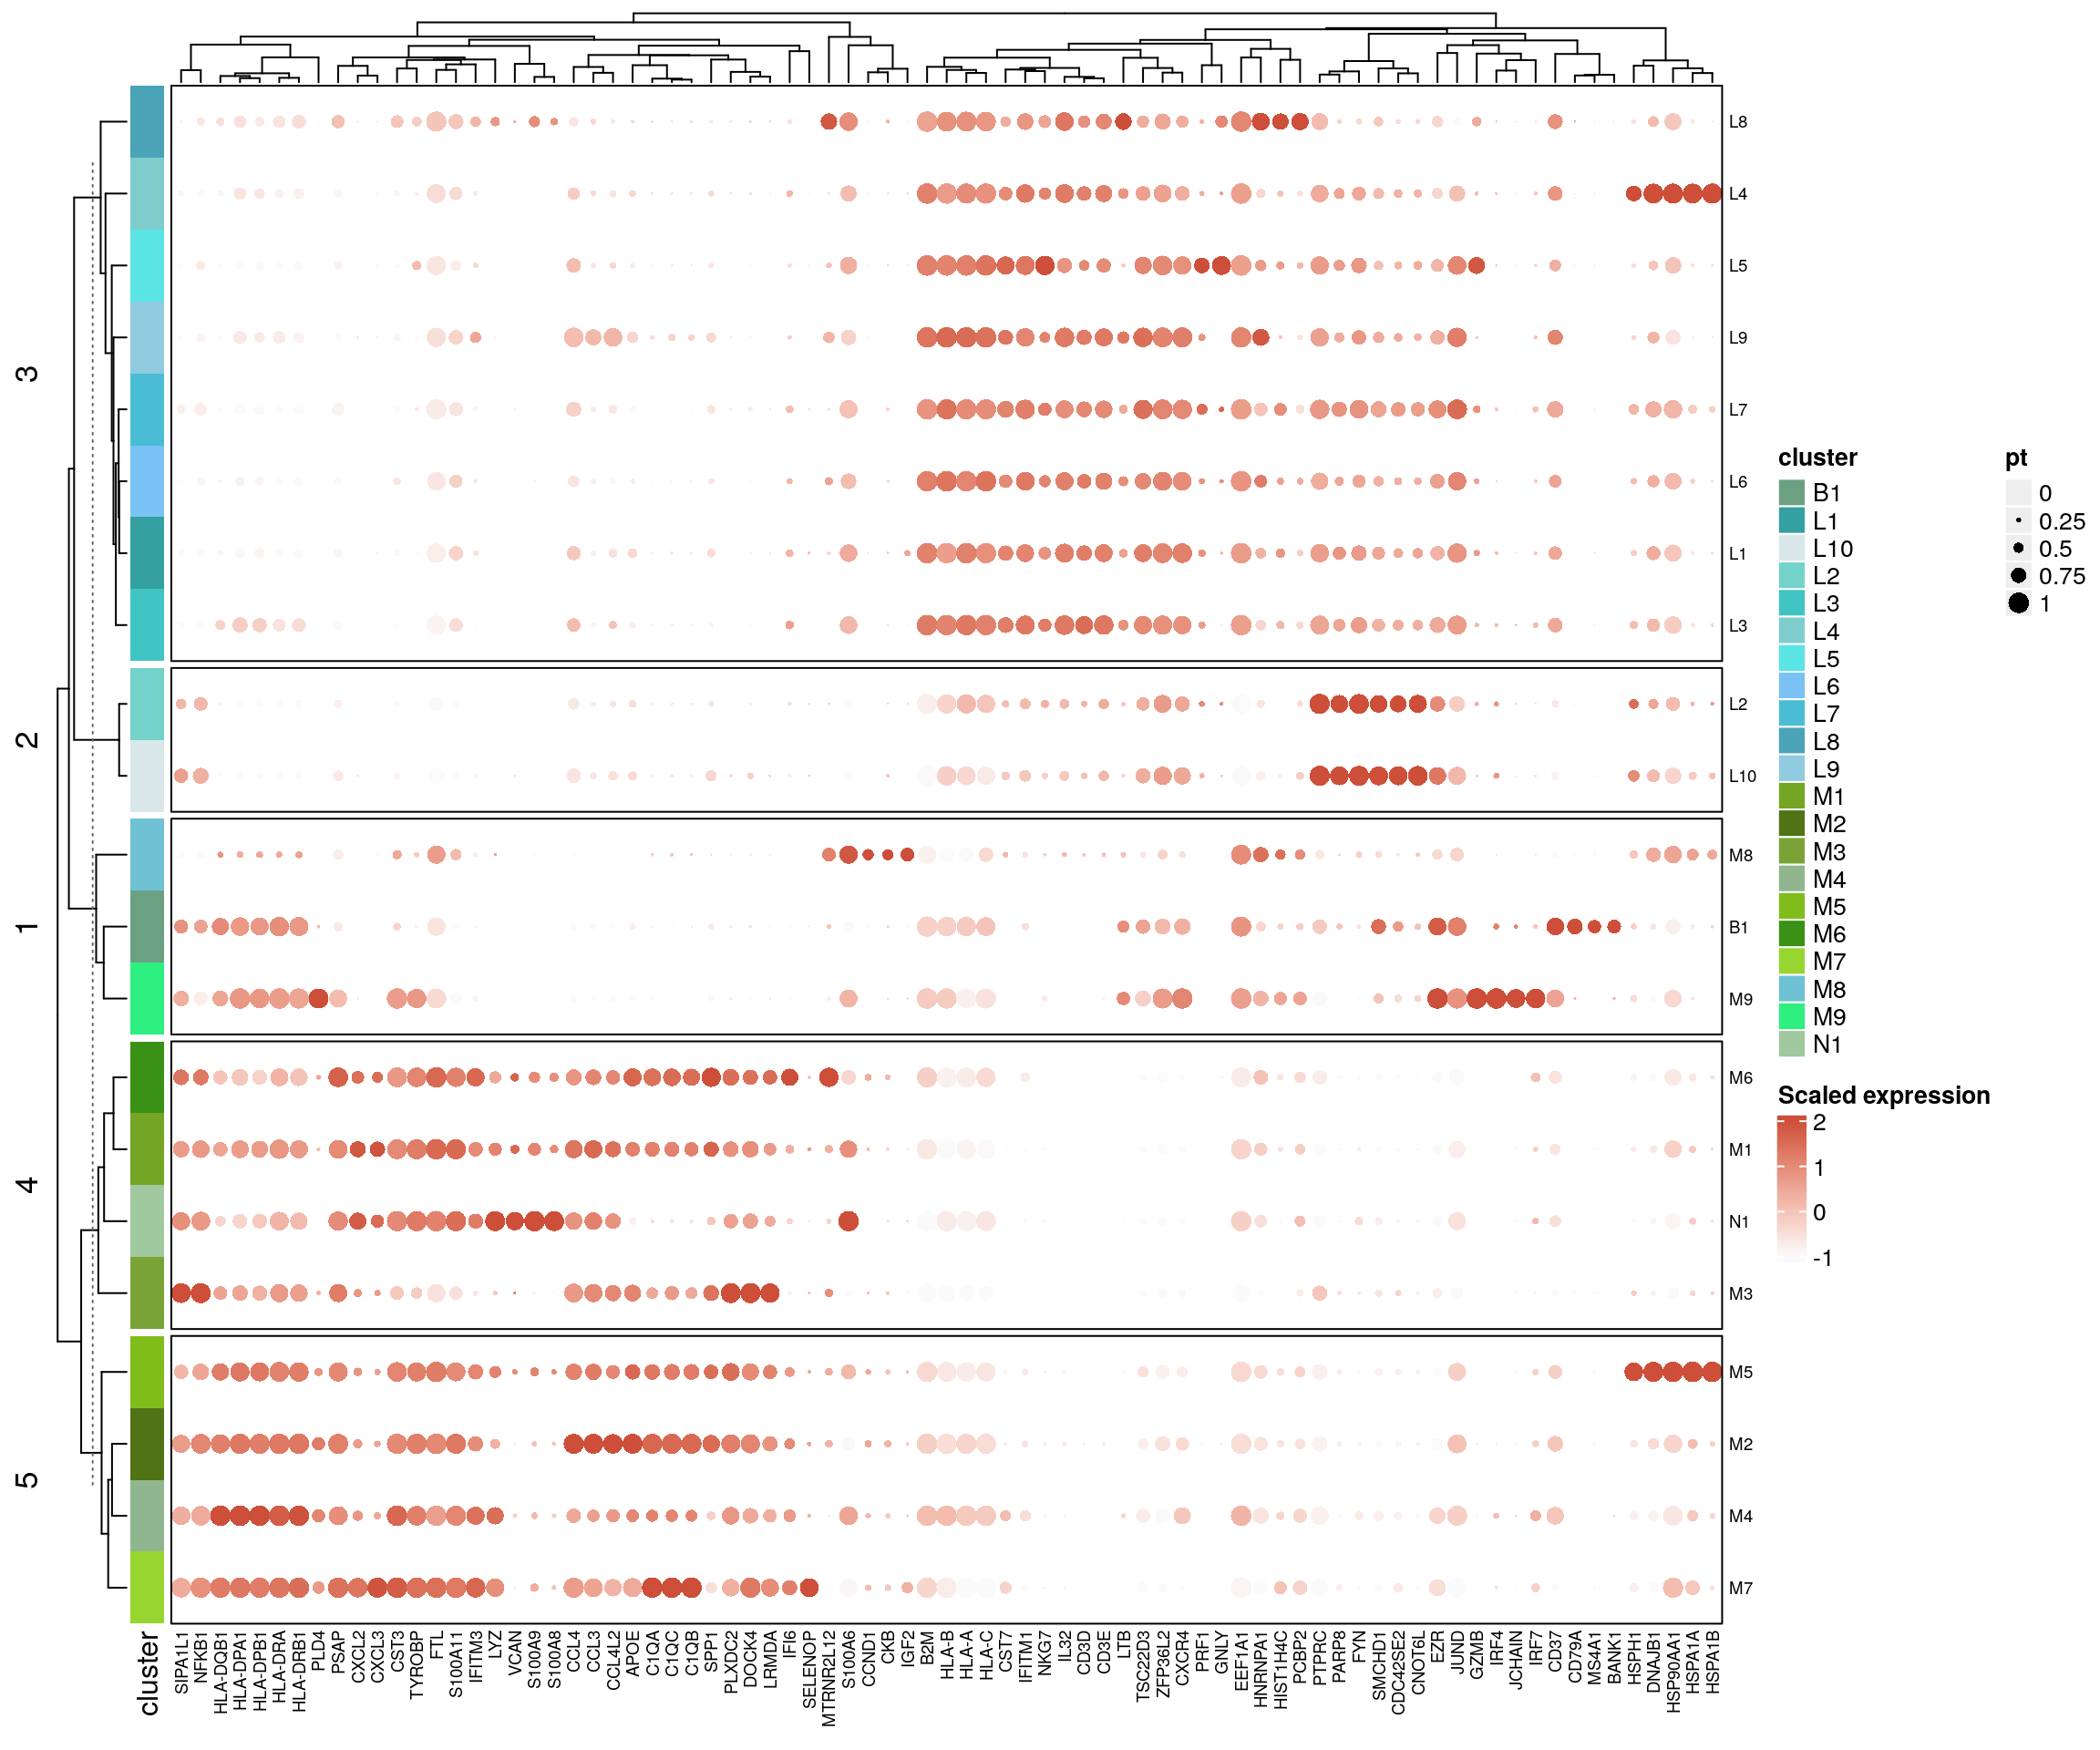 3
2
1
4
5
L8
L4
L5
L9
L7
L6
L1
L3
L2
L10
M8
B1
M9
M6
M1
N1
M3
M5
M2
M4
M7
cluster
SIPA1L1
NFKB1
HLA-DQB1
HLA-DPA1
HLA-DPB1
HLA-DRA
HLA-DRB1
PLD4
PSAP
CXCL2
CXCL3
CST3
TYROBP
FTL
S100A11
IFITM3
LYZ
VCAN
S100A9
S100A8
CCL4
CCL3
CCL4L2
APOE
C1QA
C1QC
C1QB
SPP1
PLXDC2
DOCK4
LRMDA
IFI6
SELENOP
MTRNR2L12
S100A6
CCND1
CKB
IGF2
B2M
HLA-B
HLA-A
HLA-C
CST7
IFITM1
NKG7
IL32
CD3D
CD3E
LTB
TSC22D3
ZFP36L2
CXCR4
PRF1
GNLY
EEF1A1
HNRNPA1
HIST1H4C
PCBP2
PTPRC
PARP8
FYN
SMCHD1
CDC42SE2
CNOT6L
EZR
JUND
GZMB
IRF4
JCHAIN
IRF7
CD37
CD79A
MS4A1
BANK1
HSPH1
DNAJB1
HSP90AA1
HSPA1A
HSPA1B
cluster
B1
L1
L10
L2
L3
L4
L5
L6
L7
L8
L9
M1
M2
M3
M4
M5
M6
M7
M8
M9
N1
Scaled expression
2
1
0
-1
pt
0
0.25
0.5
0.75
1